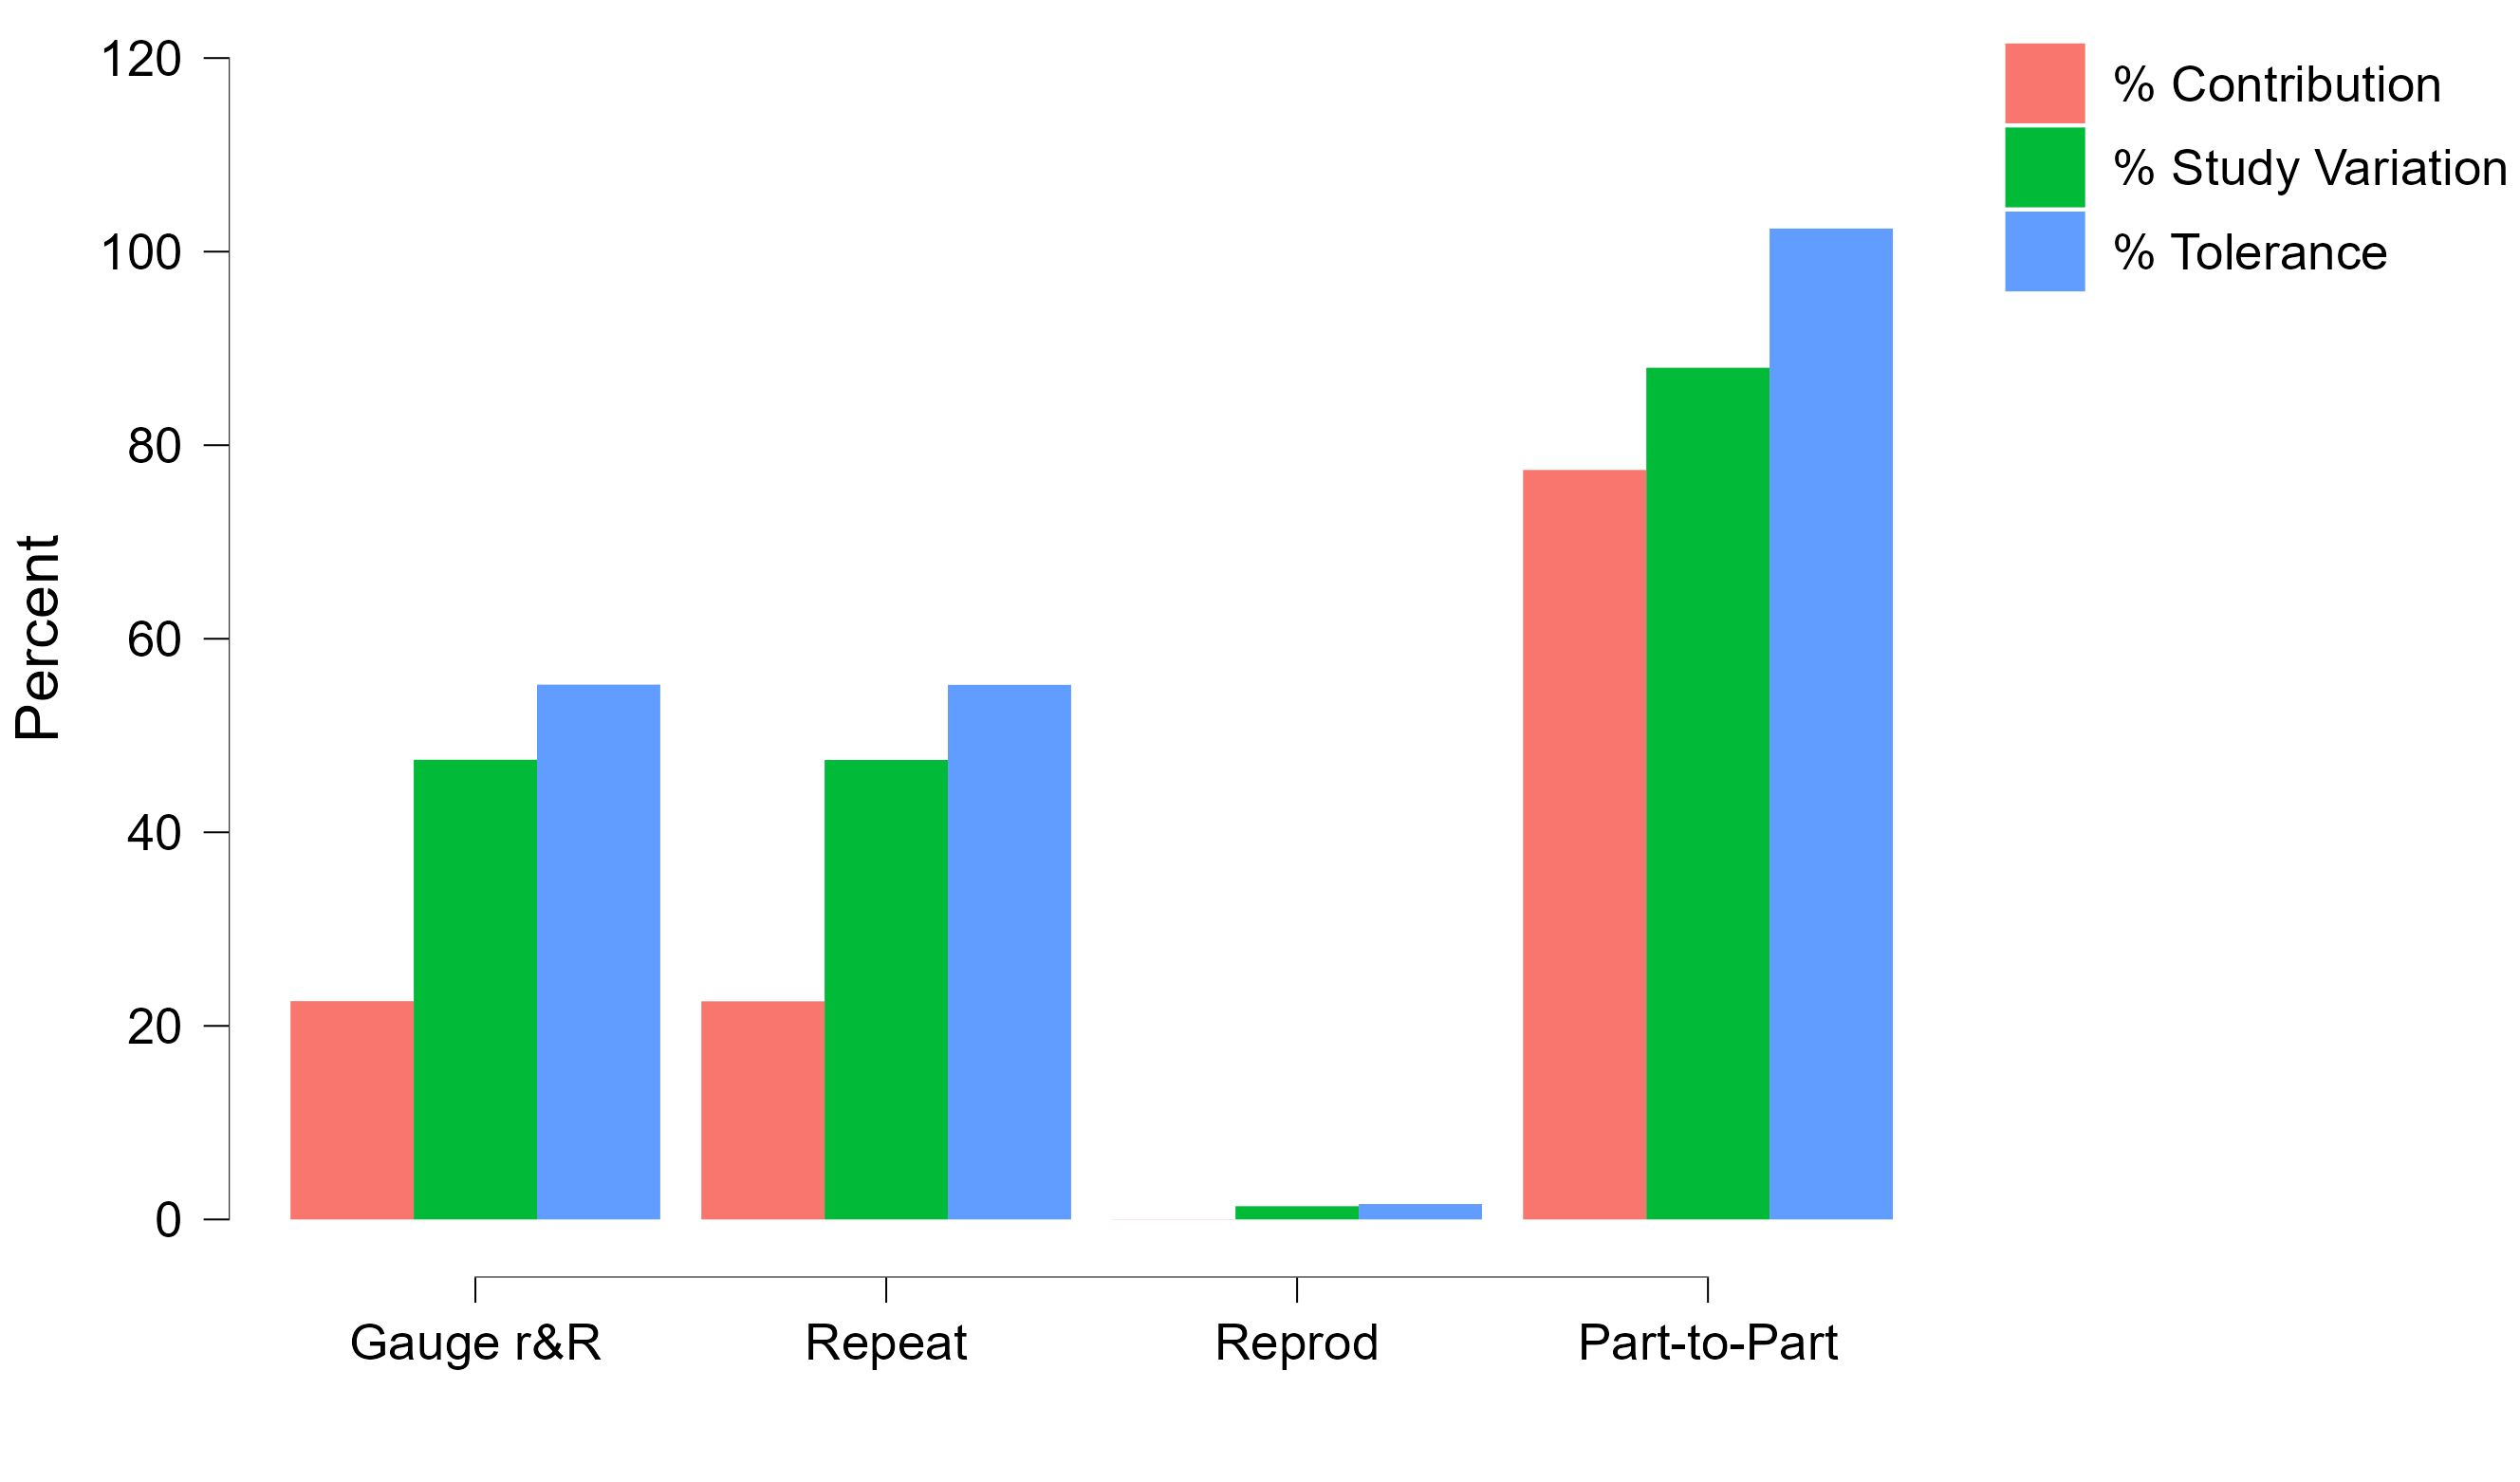 120
100
80
60
40
20
0
Percent
Gauge r&R
Repeat
Reprod
Part-to-Part
% Contribution
% Study Variation
% Tolerance